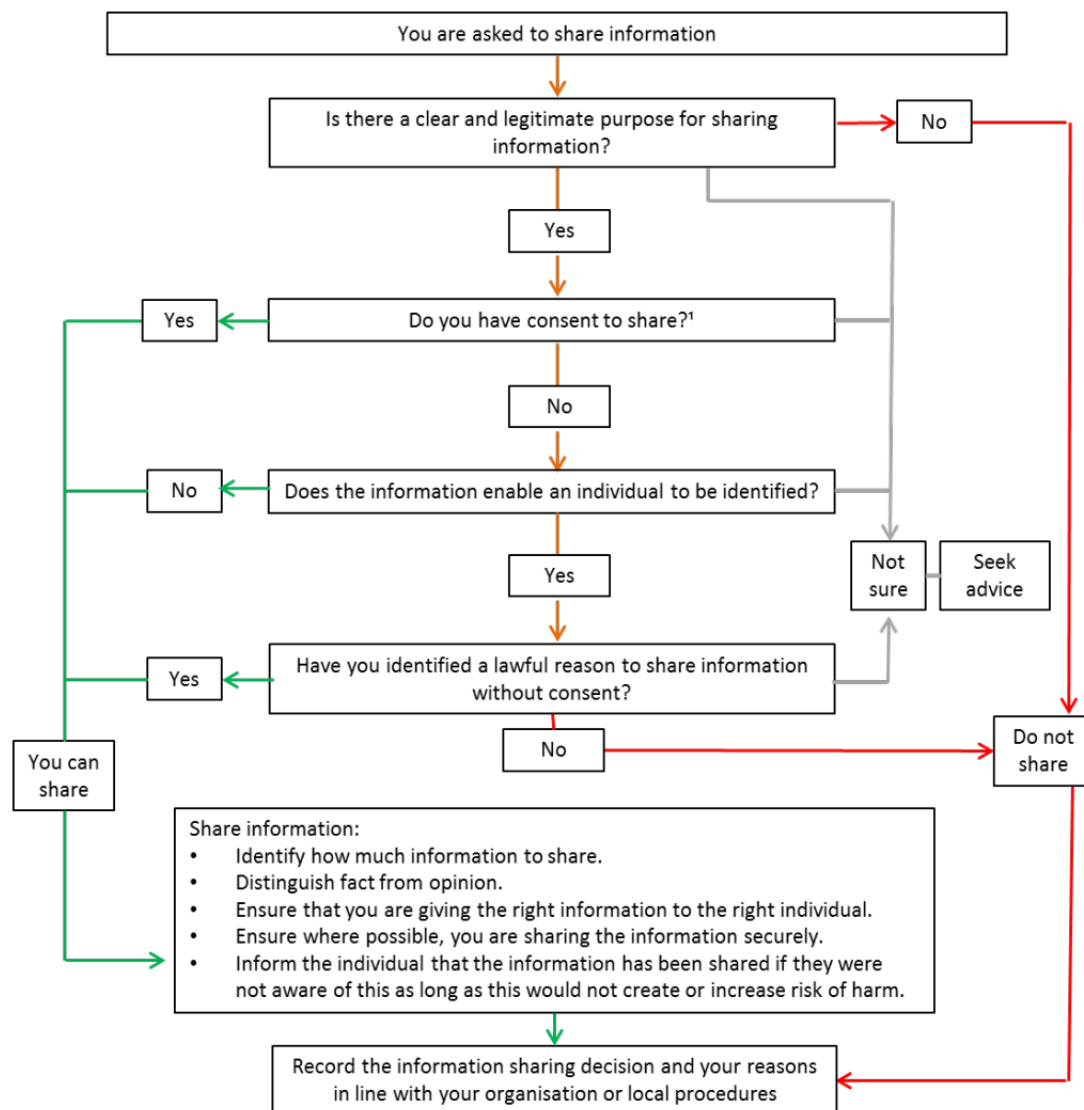 You are asked to share information
Is there a clear and legitimate purpose for sharing
information?
No
Yes
Yes
Do you have consent to share?¹
No
No
Does the information enable an individual to be identified?
Yes
Not
sure
Seek
advice
Yes
Have you identified a lawful reason to share information
without consent?
No
You can
share
Do not
share
Share information:
• Identify how much information to share.
• Distinguish fact from opinion.
• Ensure that you are giving the right information to the right individual.
• Ensure where possible, you are sharing the information securely.
• Inform the individual that the information has been shared if they were
not aware of this as long as this would not create or increase risk of harm.
Record the information sharing decision and your reasons
in line with your organisation or local procedures